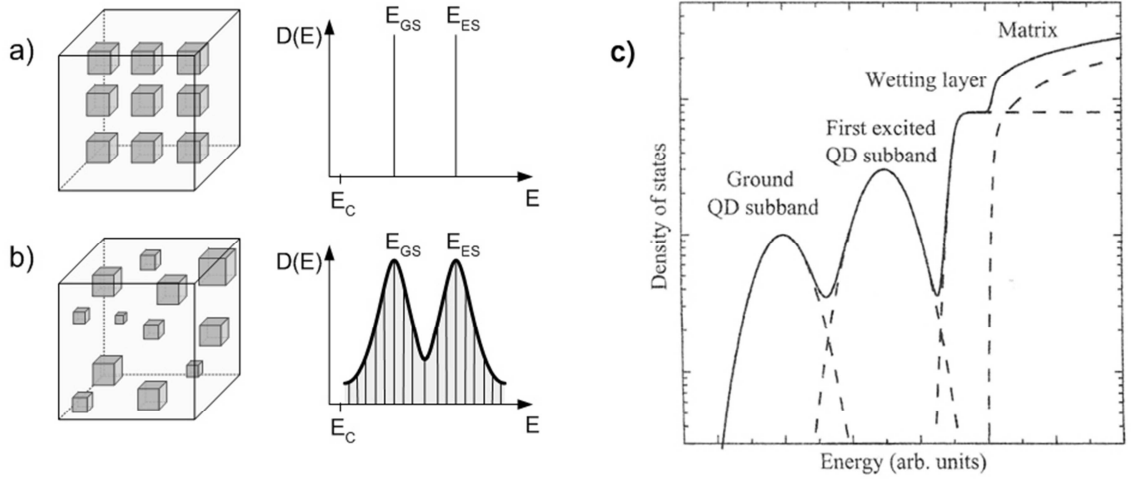 a)
D(E)
E_GS
E_ES
E_C
E
b)
D(E)
E_GS
E_ES
E_C
E
c)
Matrix
Wetting layer
First excited
QD subband
Ground
QD subband
Density of states
Energy (arb. units)